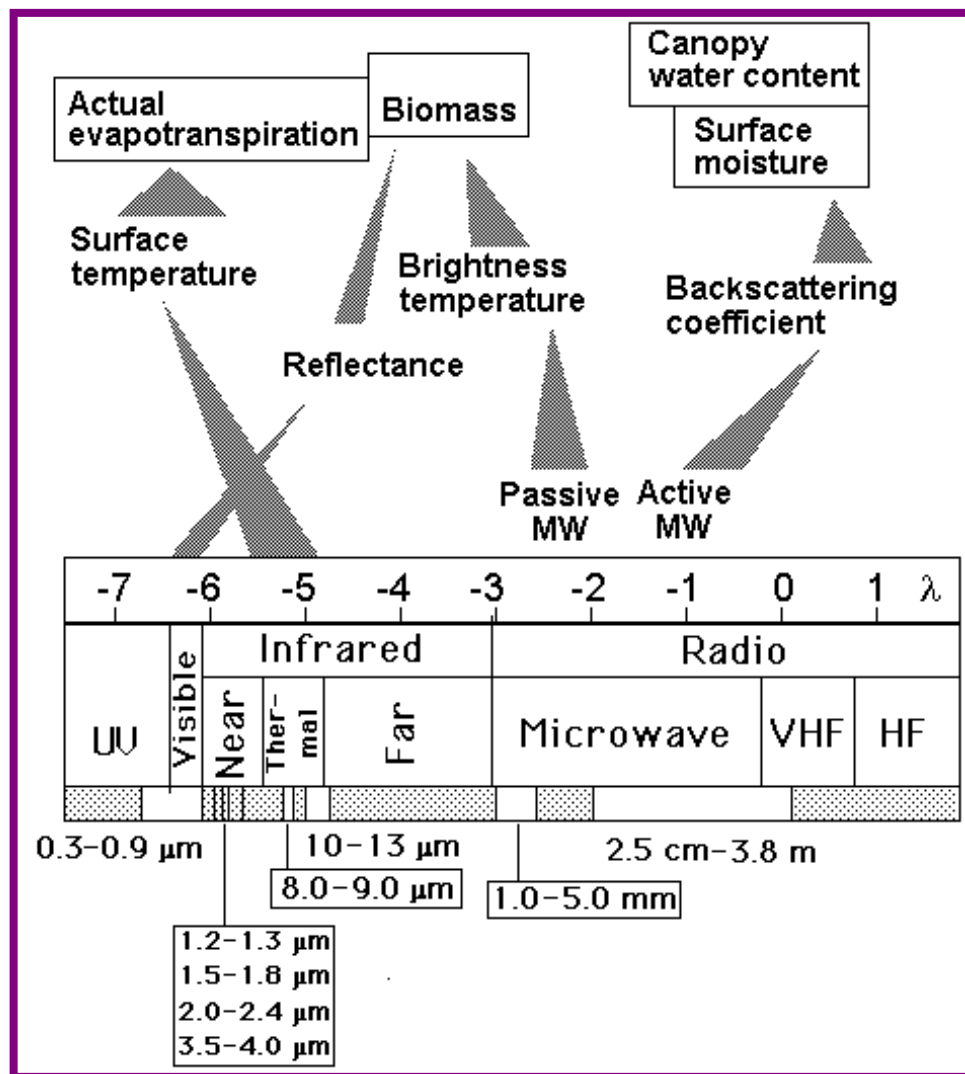 Actual
evapotranspiration
Biomass
Canopy
water content
Surface
moisture
Surface
temperature
Brightness
temperature
Backscattering
coefficient
Reflectance
Passive
MW
Active
MW
-7 -6 -5 -4 -3 -2 -1 0 1 λ
Infrared
Radio
UV
Visible
Near
Ther-
mal
Far
Microwave
VHF
HF
0.3-0.9 μm
10-13 μm
2.5 cm-3.8 m
8.0-9.0 μm
1.0-5.0 mm
1.2-1.3 μm
1.5-1.8 μm
2.0-2.4 μm
3.5-4.0 μm